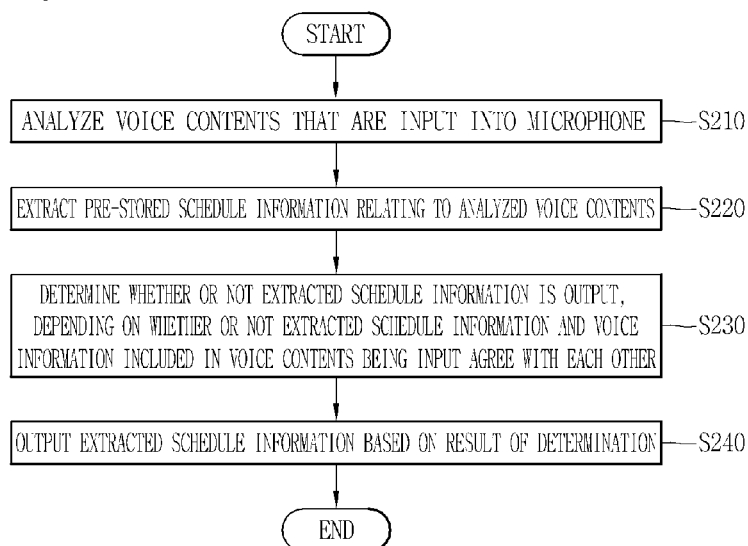 START
ANALYZE VOICE CONTENTS THAT ARE INPUT INTO MICROPHONE
S210
EXTRACT PRE-STORED SCHEDULE INFORMATION RELATING TO ANALYZED VOICE CONTENTS
S220
DETERMINE WHETHER OR NOT EXTRACTED SCHEDULE INFORMATION IS OUTPUT,
DEPENDING ON WHETHER OR NOT EXTRACTED SCHEDULE INFORMATION AND VOICE
INFORMATION INCLUDED IN VOICE CONTENTS BEING INPUT AGREE WITH EACH OTHER
S230
OUTPUT EXTRACTED SCHEDULE INFORMATION BASED ON RESULT OF DETERMINATION
S240
END